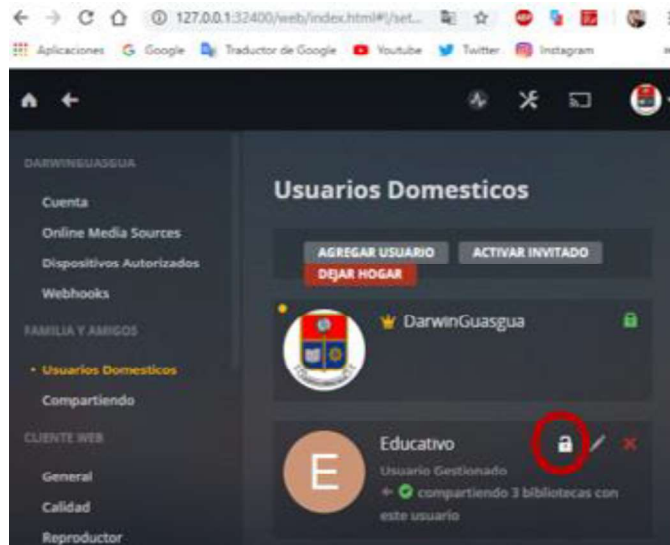 127.0.0.1:32400/web/index.html#!/set...
Aplicaciones Google Traductor de Google Youtube Twitter Instagram
DARWINGUASGUA
Cuenta
Online Media Sources
Dispositivos Autorizados
Webhooks
FAMILIA Y AMIGOS
Usuarios Domesticos
Compartiendo
CLIENTE WEB
General
Calidad
Reproductor
Usuarios Domesticos
AGREGAR USUARIO ACTIVAR INVITADO
DEJAR HOGAR
DarwinGuasgua
E
Educativo
Usuario Gestionado
compartiendo 3 bibliotecas con
este usuario